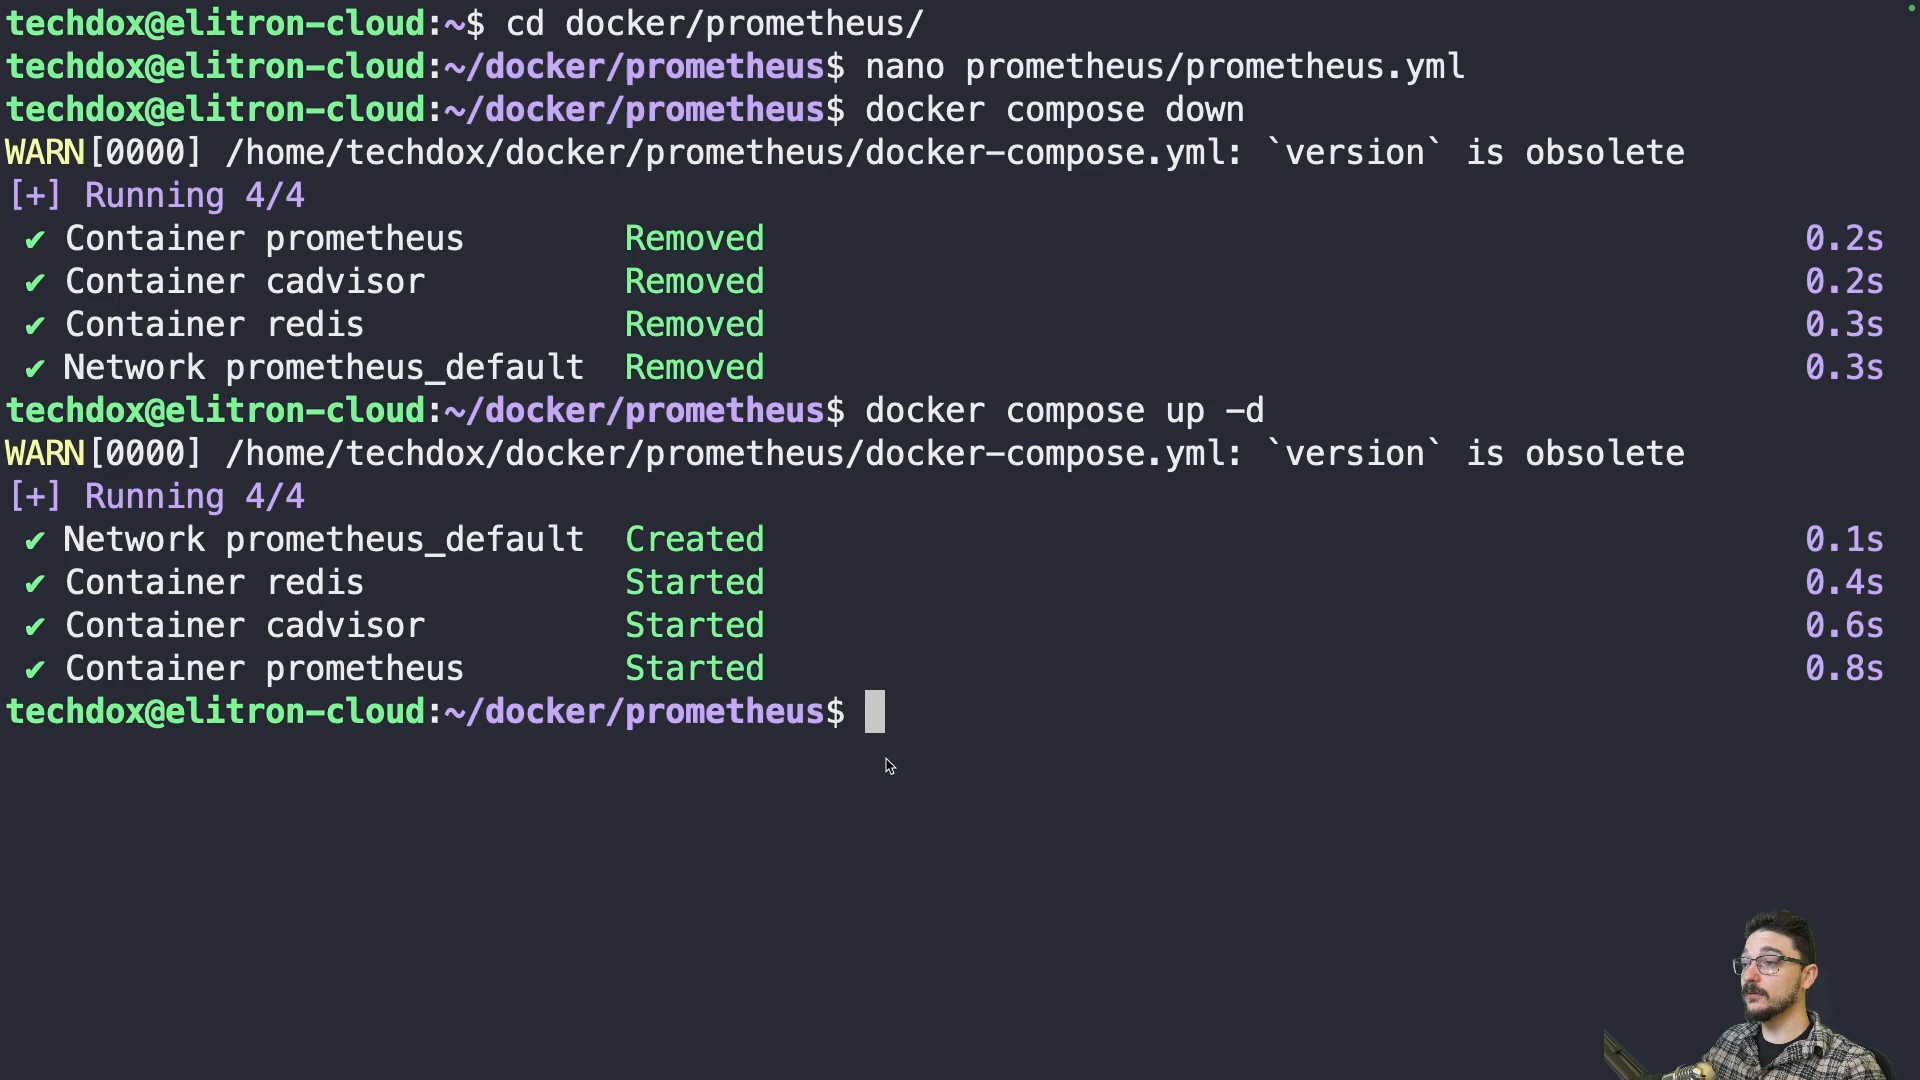 techdox@elitron-cloud:~$ cd docker/prometheus/
techdox@elitron-cloud:~/docker/prometheus$ nano prometheus/prometheus.yml
techdox@elitron-cloud:~/docker/prometheus$ docker compose down
WARN[0000] /home/techdox/docker/prometheus/docker-compose.yml: `version` is obsolete
[+] Running 4/4
✔ Container prometheus Removed 0.2s
✔ Container cadvisor Removed 0.2s
✔ Container redis Removed 0.3s
✔ Network prometheus_default Removed 0.3s
techdox@elitron-cloud:~/docker/prometheus$ docker compose up -d
WARN[0000] /home/techdox/docker/prometheus/docker-compose.yml: `version` is obsolete
[+] Running 4/4
✔ Network prometheus_default Created 0.1s
✔ Container redis Started 0.4s
✔ Container cadvisor Started 0.6s
✔ Container prometheus Started 0.8s
techdox@elitron-cloud:~/docker/prometheus$